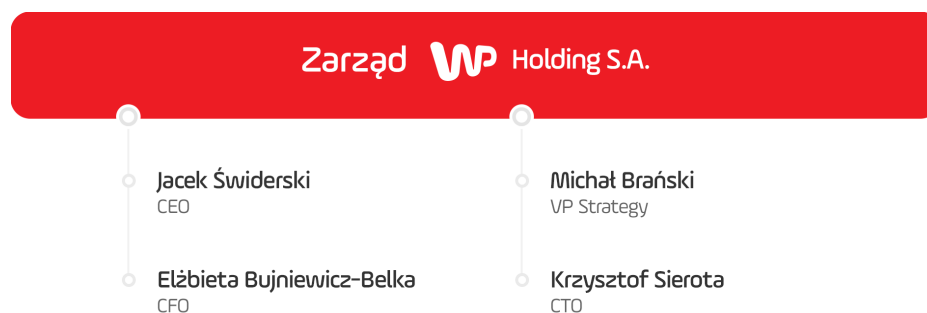 Zarząd WP Holding S.A.
Jacek Świderski
CEO
Elżbieta Bujniewicz-Belka
CFO
Michał Brański
VP Strategy
Krzysztof Sierota
CTO